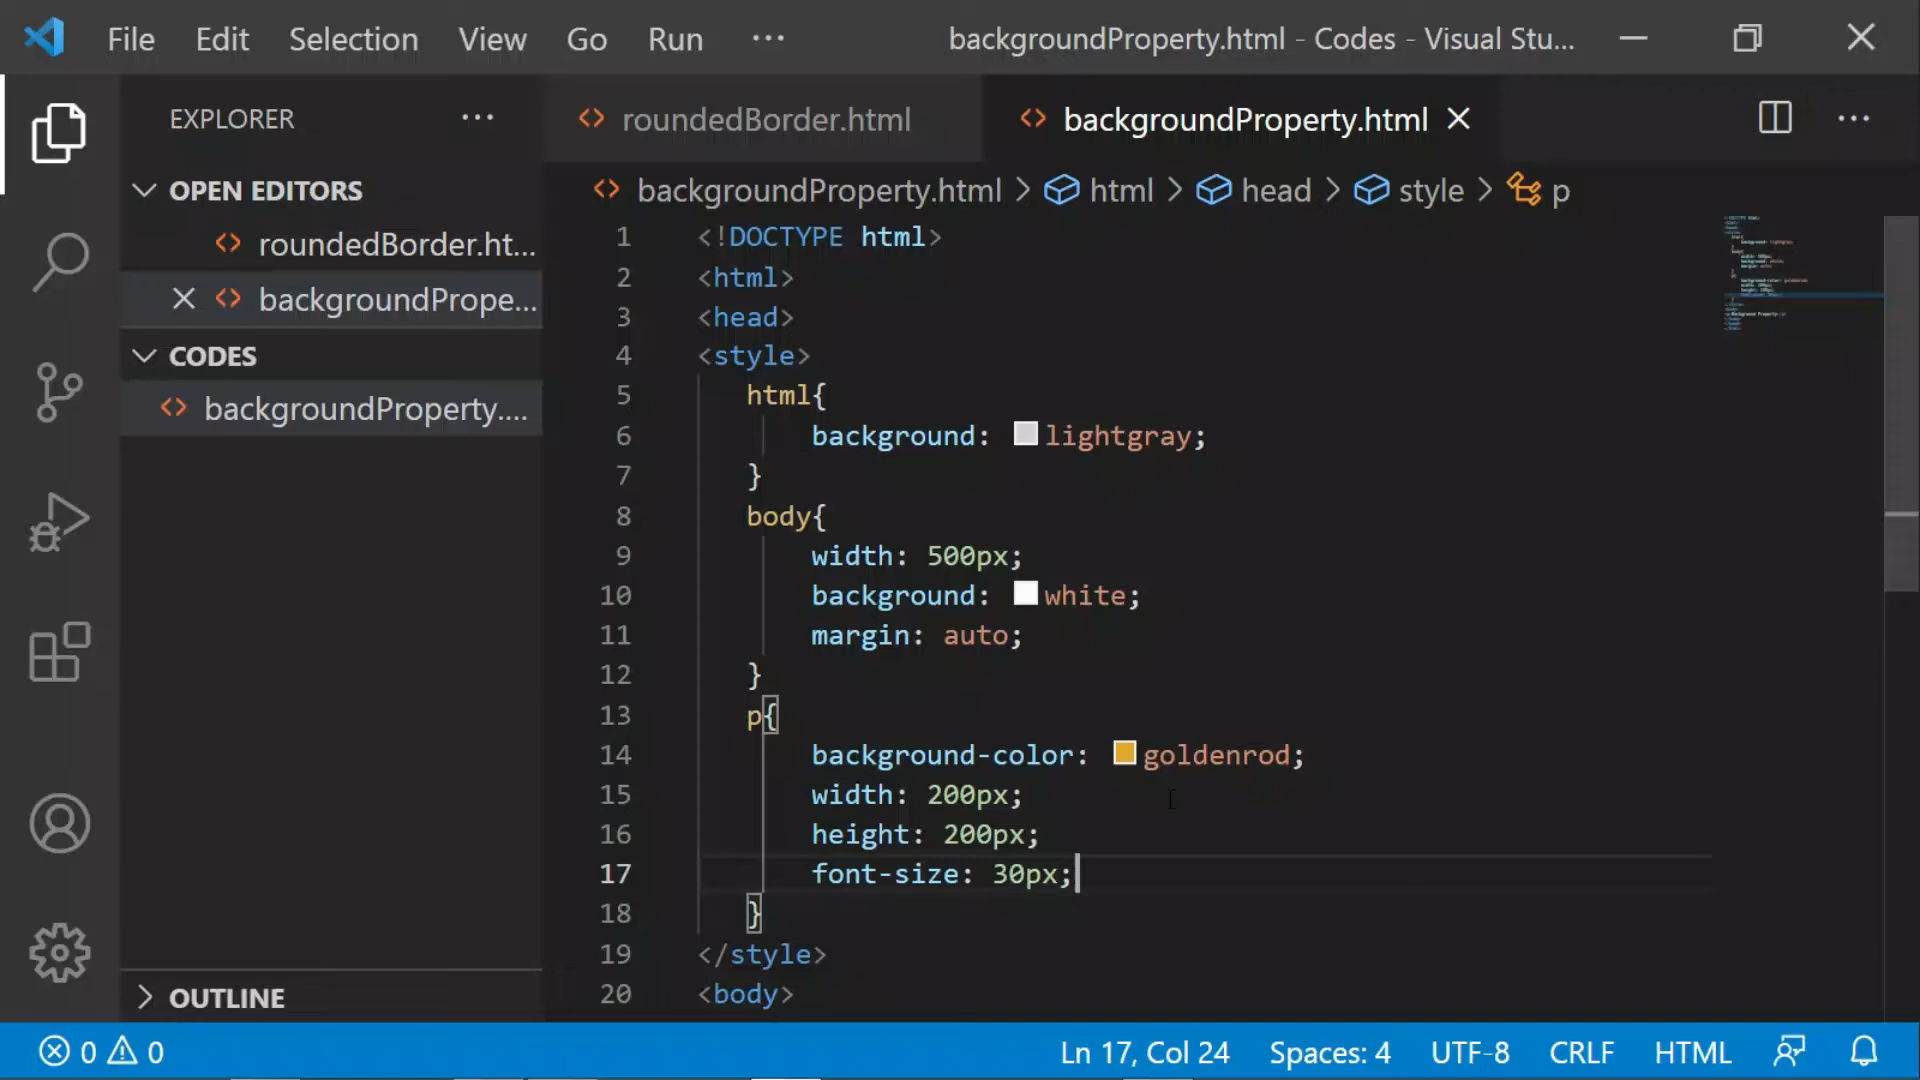 File Edit Selection View Go Run ··· backgroundProperty.html - Codes - Visual Stu...
EXPLORER ···
OPEN EDITORS
roundedBorder.ht...
backgroundPrope...
CODES
backgroundProperty....
OUTLINE
roundedBorder.html backgroundProperty.html
backgroundProperty.html > html > head > style > p
1 <!DOCTYPE html>
2 <html>
3 <head>
4 <style>
5 html{
6 background: lightgray;
7 }
8 body{
9 width: 500px;
10 background: white;
11 margin: auto;
12 }
13 p{
14 background-color: goldenrod;
15 width: 200px;
16 height: 200px;
17 font-size: 30px;
18 }
19 </style>
20 <body>
0 0 Ln 17, Col 24 Spaces: 4 UTF-8 CRLF HTML